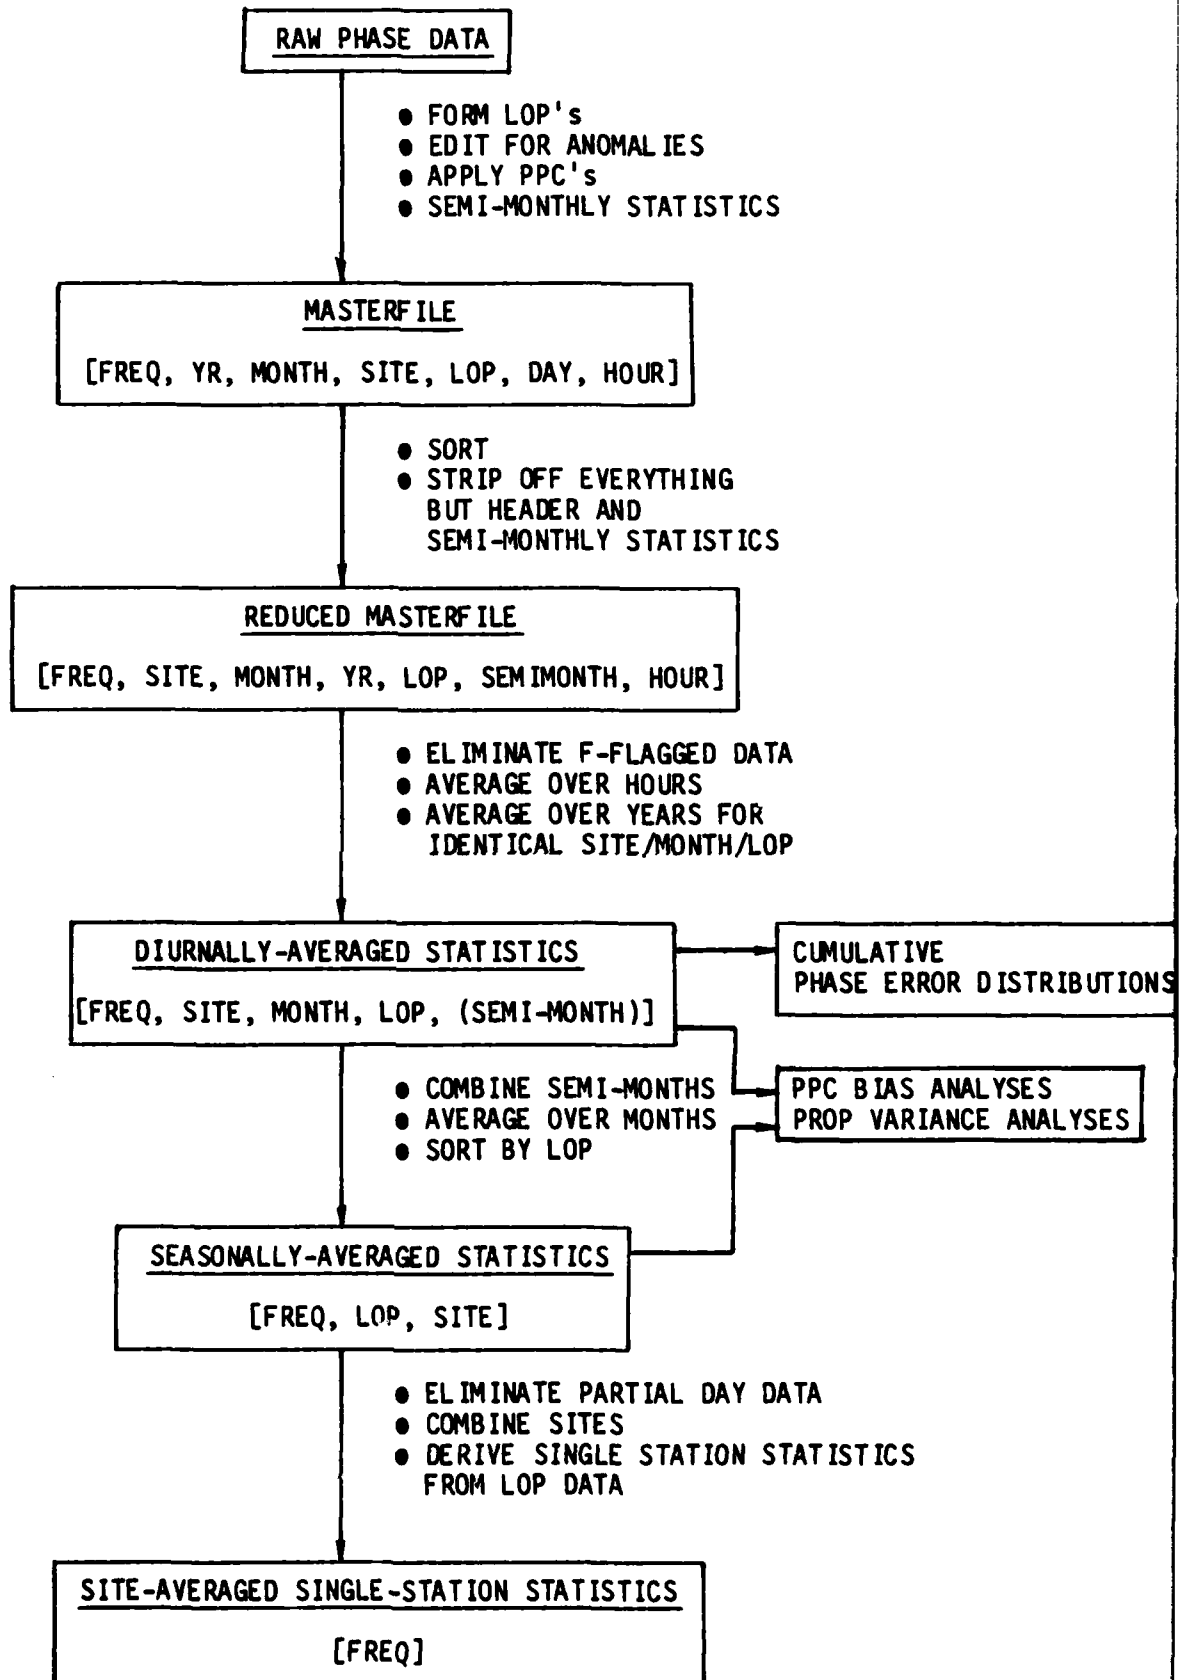 RAW PHASE DATA
● FORM LOP's
● EDIT FOR ANOMALIES
● APPLY PPC's
● SEMI-MONTHLY STATISTICS
MASTERFILE
[FREQ, YR, MONTH, SITE, LOP, DAY, HOUR]
● SORT
● STRIP OFF EVERYTHING
BUT HEADER AND
SEMI-MONTHLY STATISTICS
REDUCED MASTERFILE
[FREQ, SITE, MONTH, YR, LOP, SEMIMONTH, HOUR]
● ELIMINATE F-FLAGGED DATA
● AVERAGE OVER HOURS
● AVERAGE OVER YEARS FOR
IDENTICAL SITE/MONTH/LOP
DIURNALLY-AVERAGED STATISTICS
[FREQ, SITE, MONTH, LOP, (SEMI-MONTH)]
CUMULATIVE
PHASE ERROR DISTRIBUTIONS
● COMBINE SEMI-MONTHS
● AVERAGE OVER MONTHS
● SORT BY LOP
PPC BIAS ANALYSES
PROP VARIANCE ANALYSES
SEASONALLY-AVERAGED STATISTICS
[FREQ, LOP, SITE]
● ELIMINATE PARTIAL DAY DATA
● COMBINE SITES
● DERIVE SINGLE STATION STATISTICS
FROM LOP DATA
SITE-AVERAGED SINGLE-STATION STATISTICS
[FREQ]